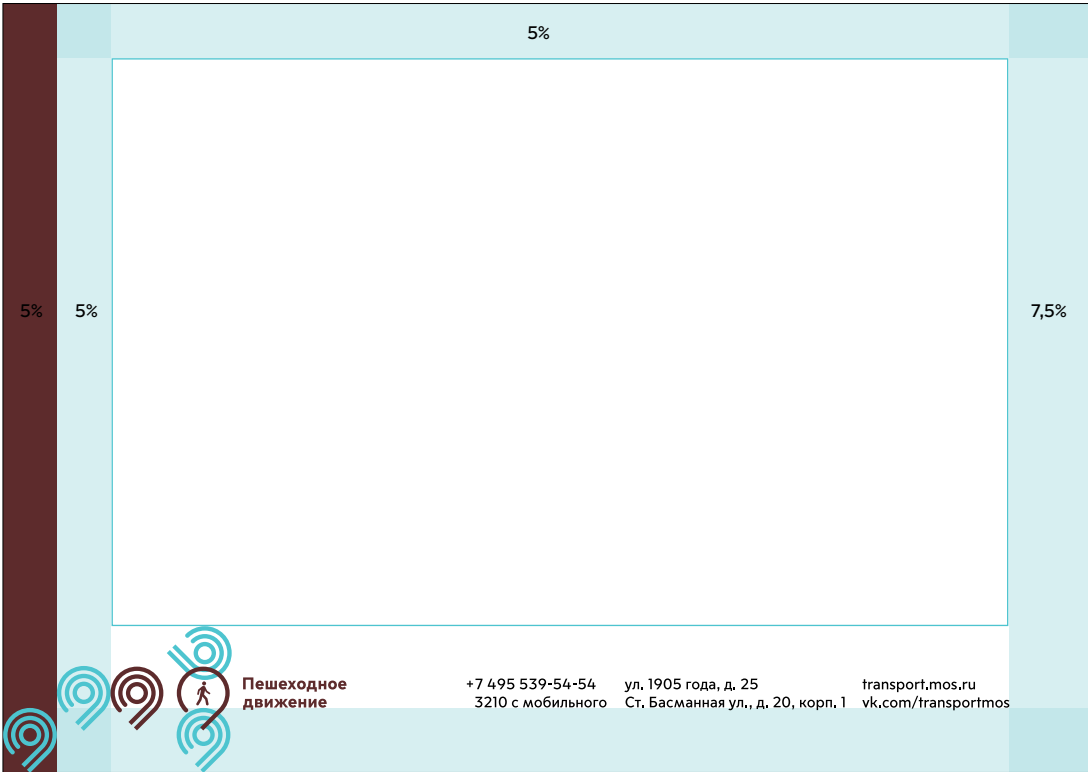 5%
5%
5%
7,5%
Пешеходное
движение
+7 495 539-54-54
3210 с мобильного
ул. 1905 года, д. 25
Ст. Басманная ул., д. 20, корп. 1
transport.mos.ru
vk.com/transportmos